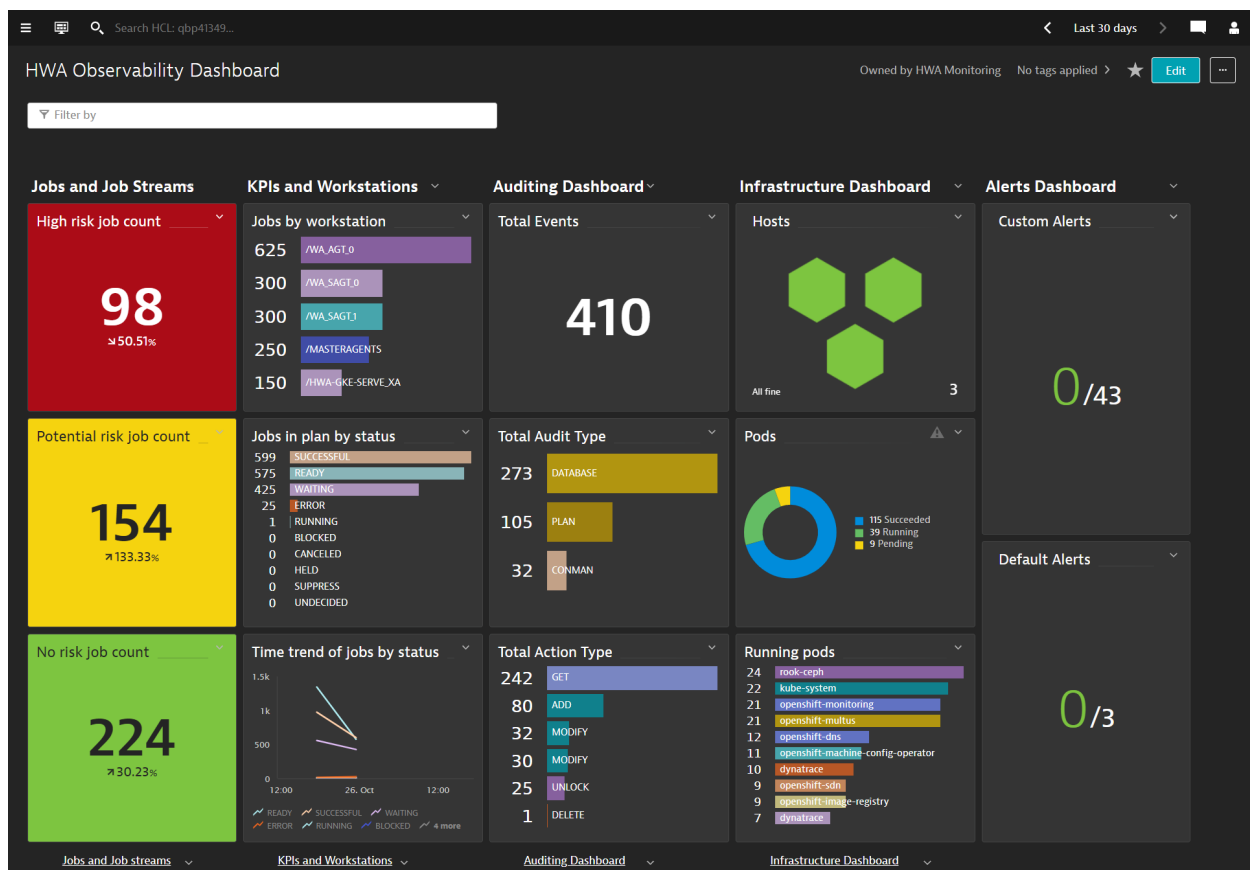 Search HCL: qbp41349...
Last 30 days
HWA Observability Dashboard
Owned by HWA Monitoring
No tags applied
Edit
...
Filter by
Jobs and Job Streams
High risk job count
98
50.51%
Potential risk job count
154
133.33%
No risk job count
224
30.23%
Jobs and Job streams
KPIs and Workstations
Jobs by workstation
625 /WA_AGT_0
300 /WA_SAGT_0
300 /WA_SAGT_1
250 /MASTERAGENTS
150 /HWA-GKE-SERVE_XA
Jobs in plan by status
599 SUCCESSFUL
575 READY
425 WAITING
25 ERROR
1 RUNNING
0 BLOCKED
0 CANCELED
0 HELD
0 SUPPRESS
0 UNDECIDED
Time trend of jobs by status
1.5k
1k
500
0
12:00 26. Oct 12:00
READY SUCCESSFUL WAITING
ERROR RUNNING BLOCKED 4 more
KPIs and Workstations
Auditing Dashboard
Total Events
410
Total Audit Type
273 DATABASE
105 PLAN
32 CONMAN
Total Action Type
242 GET
80 ADD
32 MODIFY
30 MODIFY
25 UNLOCK
1 DELETE
Auditing Dashboard
Infrastructure Dashboard
Hosts
All fine 3
Pods
115 Succeeded
39 Running
9 Pending
Running pods
24 rook-ceph
22 kube-system
21 openshift-monitoring
21 openshift-multus
12 openshift-dns
11 openshift-machine-config-operator
10 dynatrace
9 openshift-sdn
9 openshift-image-registry
7 dynatrace
Infrastructure Dashboard
Alerts Dashboard
Custom Alerts
0/43
Default Alerts
0/3